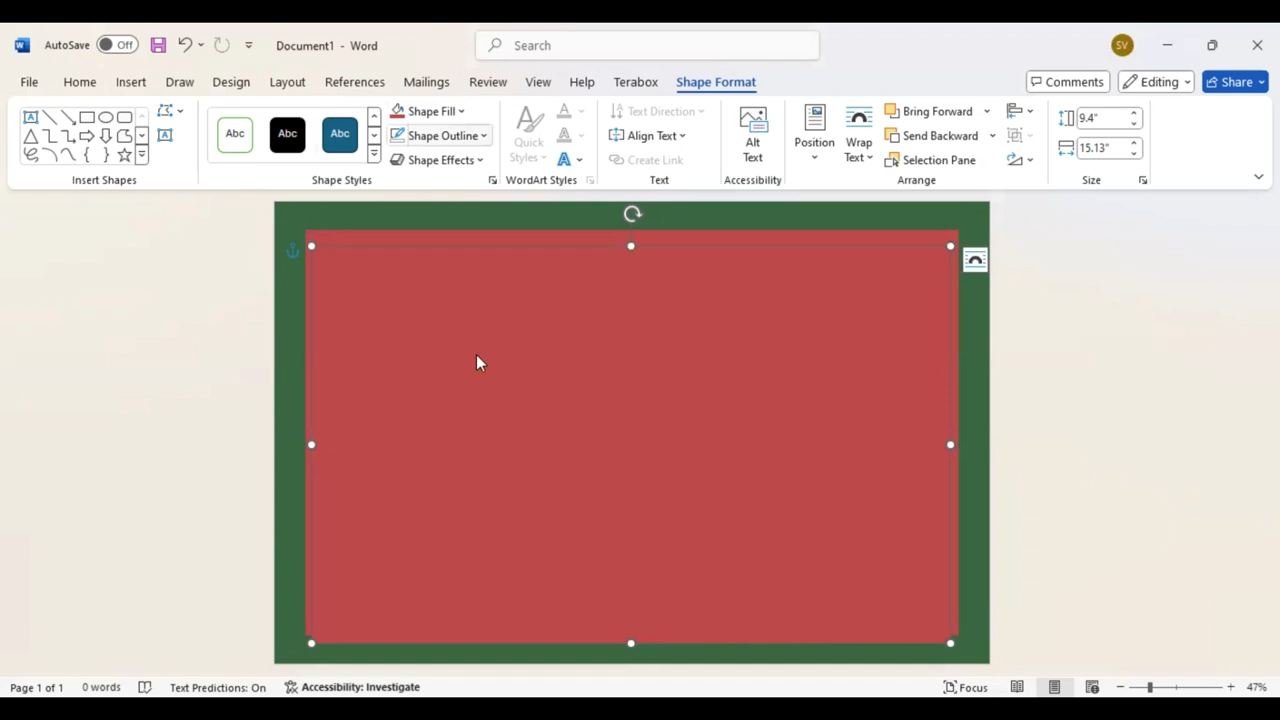 AutoSave Off Document1 - Word Search SV
File Home Insert Draw Design Layout References Mailings Review View Help Terabox Shape Format Comments Editing Share
Abc Abc Abc
Shape Fill
Shape Outline
Shape Effects
Quick Styles
Text Direction
Align Text
Create Link
Alt Text
Position
Wrap Text
Bring Forward
Send Backward
Selection Pane
9.4"
15.13"
Insert Shapes Shape Styles WordArt Styles Text Accessibility Arrange Size
Page 1 of 1 0 words Text Predictions: On Accessibility: Investigate Focus 47%